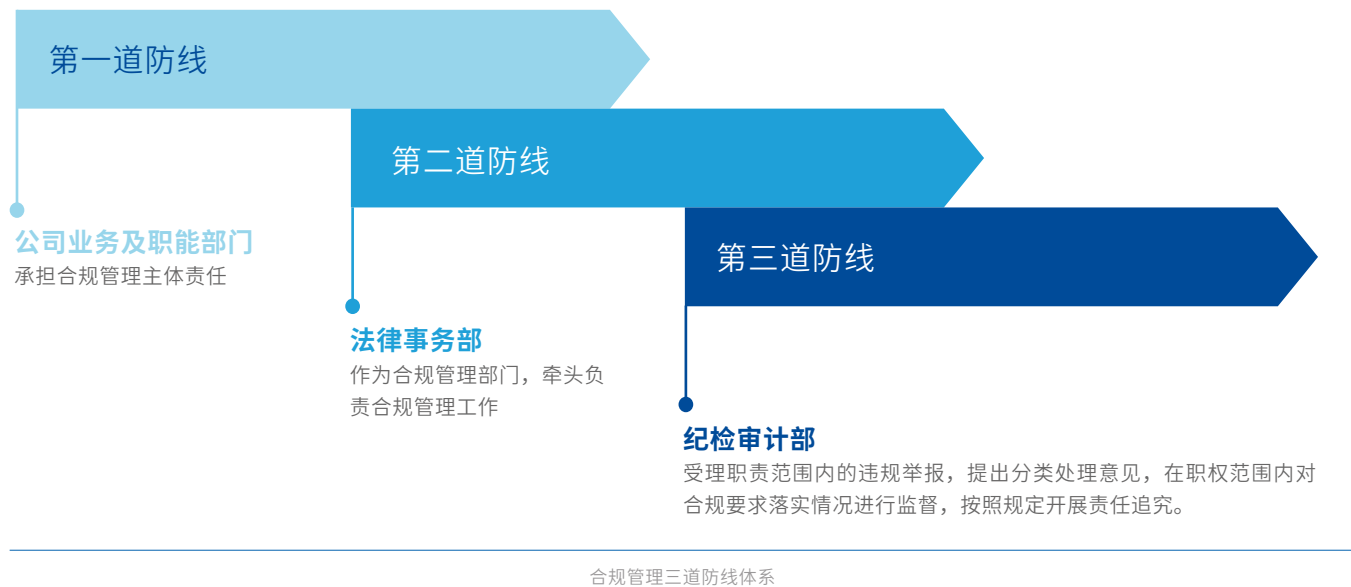 第一道防线
第二道防线
第三道防线
公司业务及职能部门
承担合规管理主体责任
法律事务部
作为合规管理部门，牵头负
责合规管理工作
纪检审计部
受理职责范围内的违规举报，提出分类处理意见，在职权范围内对
合规要求落实情况进行监督，按照规定开展责任追究。
合规管理三道防线体系